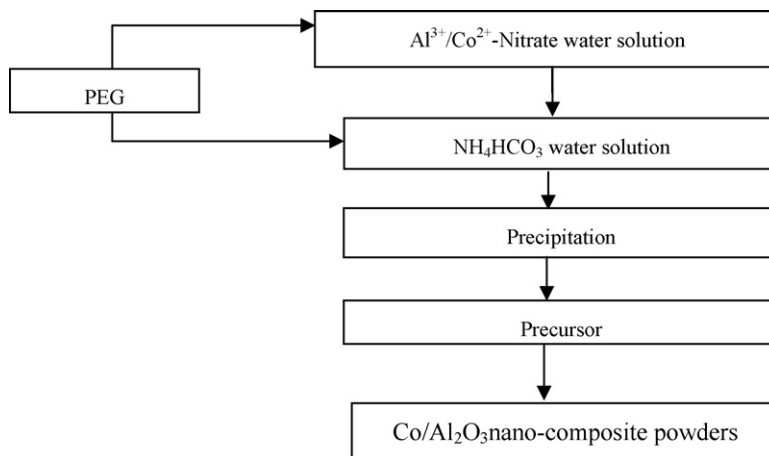 Al³⁺/Co²⁺-Nitrate water solution
PEG
NH₄HCO₃ water solution
Precipitation
Precursor
Co/Al₂O₃nano-composite powders